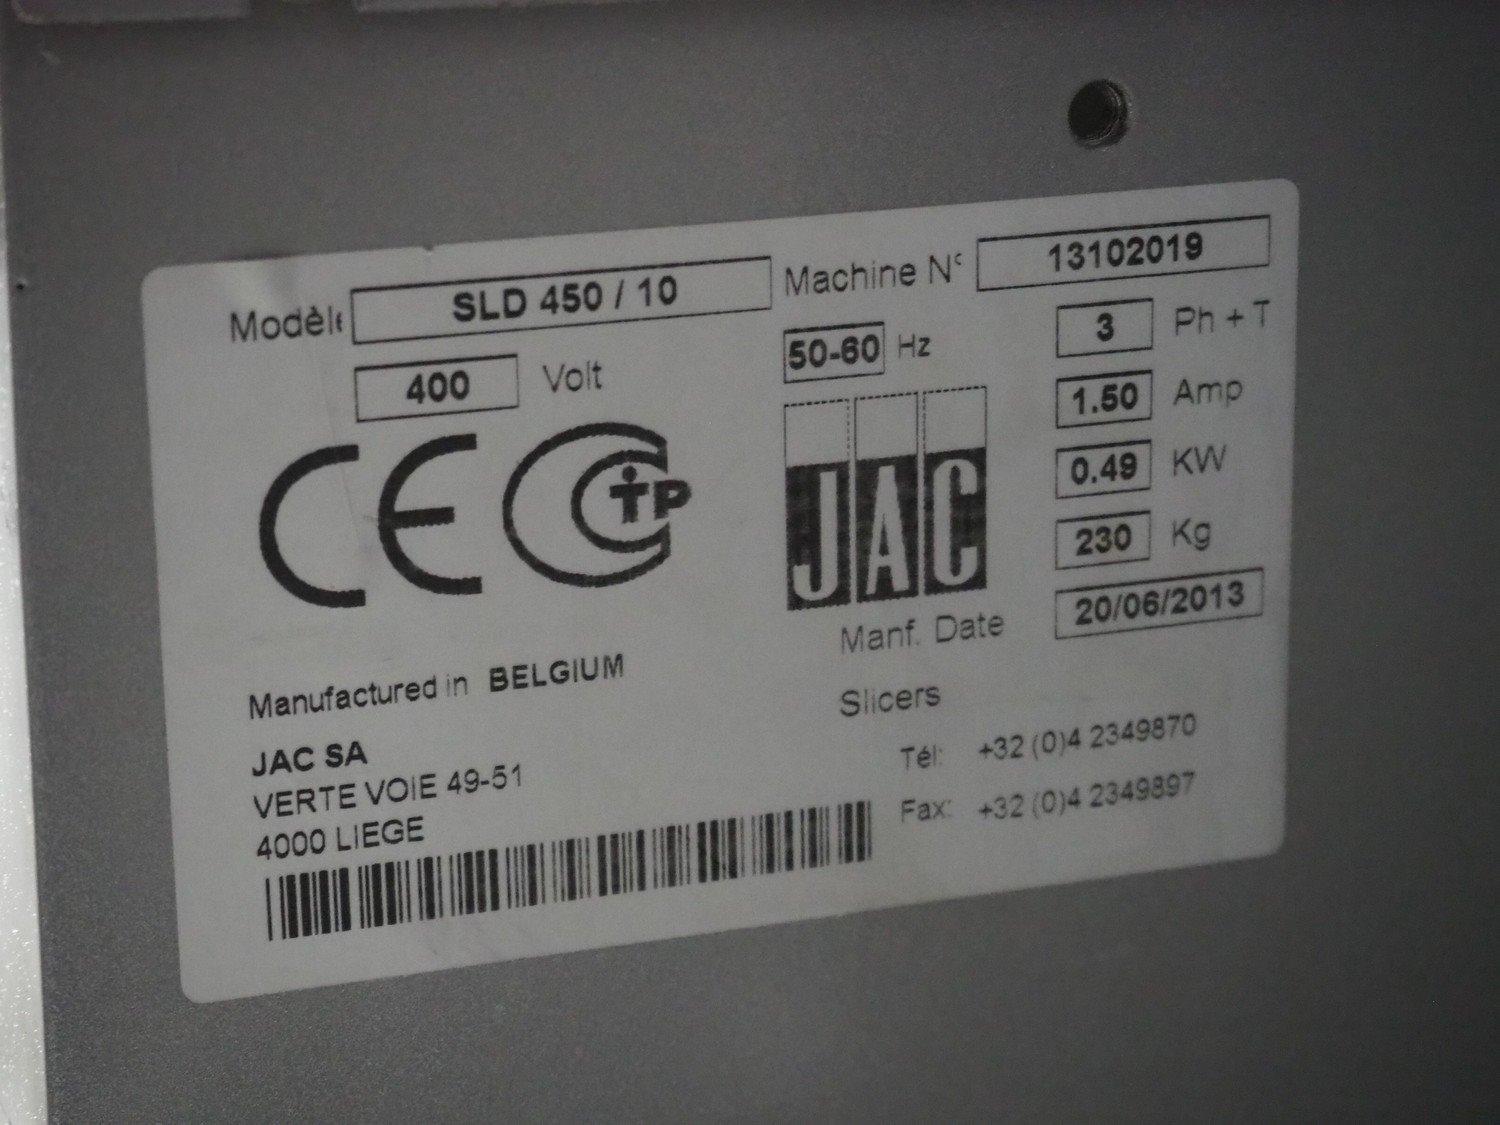 Modèle SLD 450 / 10 Machine N° 13102019
400 Volt 50-60 Hz 3 Ph + T
1.50 Amp
0.49 KW
230 Kg
CE
C T P
JAC
Manf. Date 20/06/2013
Manufactured in BELGIUM
Slicers
JAC SA
VERTE VOIE 49-51
4000 LIEGE
Tél: +32 (0)4 2349870
Fax: +32 (0)4 2349897